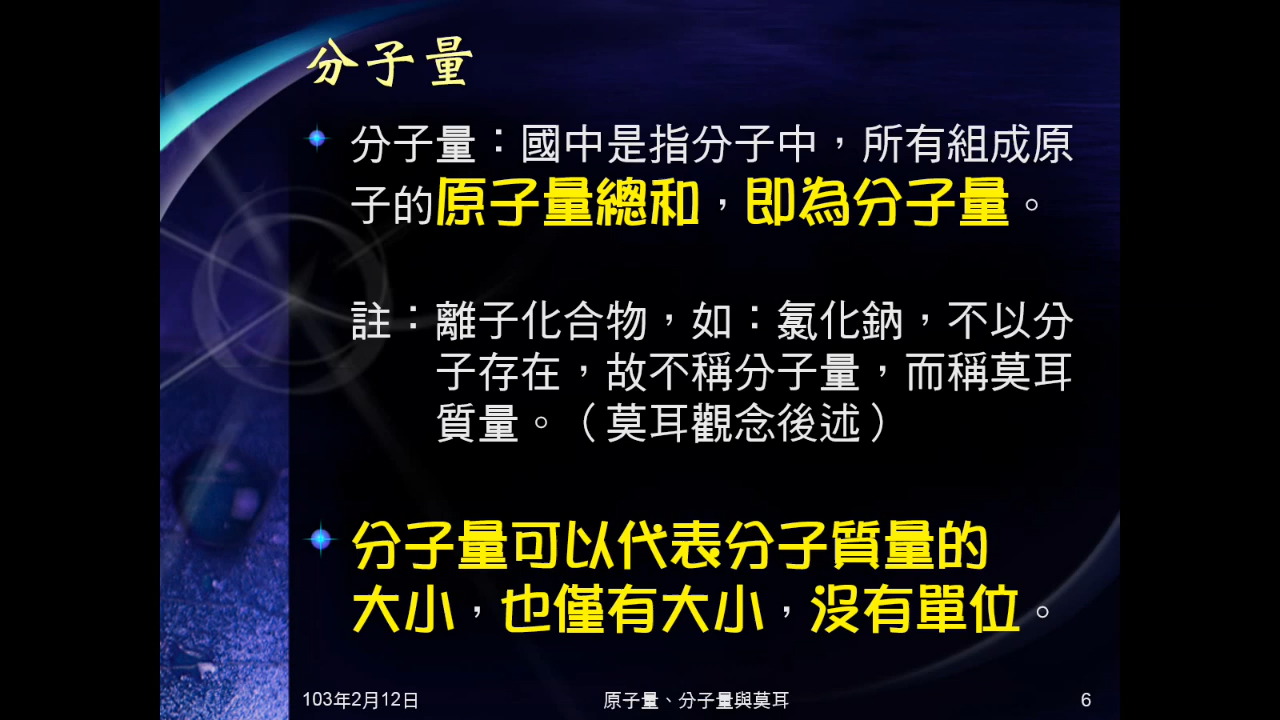 分子量
分子量：國中是指分子中，所有組成原
子的原子量總和，即為分子量。
註：離子化合物，如：氯化鈉，不以分
子存在，故不稱分子量，而稱莫耳
質量。（莫耳觀念後述）
分子量可以代表分子質量的
大小，也僅有大小，沒有單位。
103年2月12日
原子量、分子量與莫耳
6